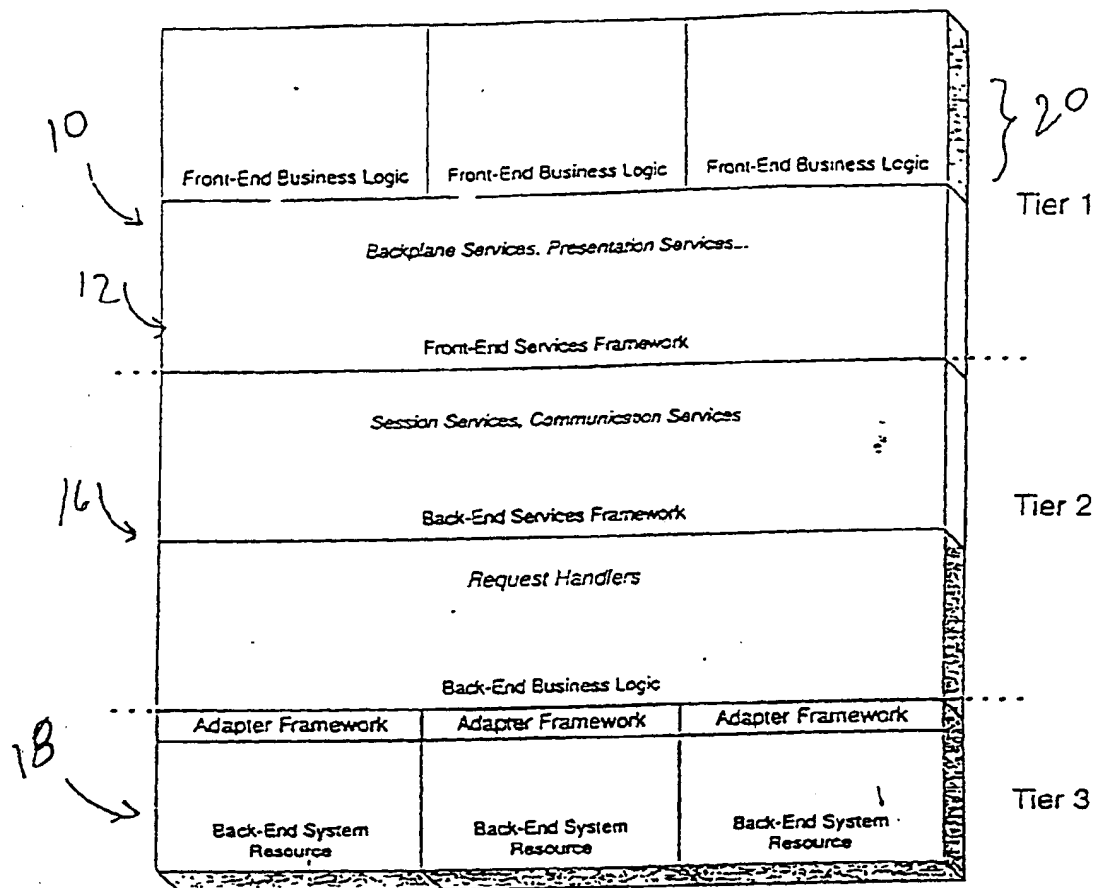 20
10
Front-End Business Logic
Front-End Business Logic
Front-End Business Logic
Tier 1
Backplane Services, Presentation Services...
12
Front-End Services Framework
Session Services, Communication Services
16
Back-End Services Framework
Tier 2
Request Handlers
Back-End Business Logic
Adapter Framework
Adapter Framework
Adapter Framework
18
Tier 3
Back-End System
Resource
Back-End System
Resource
Back-End System
Resource